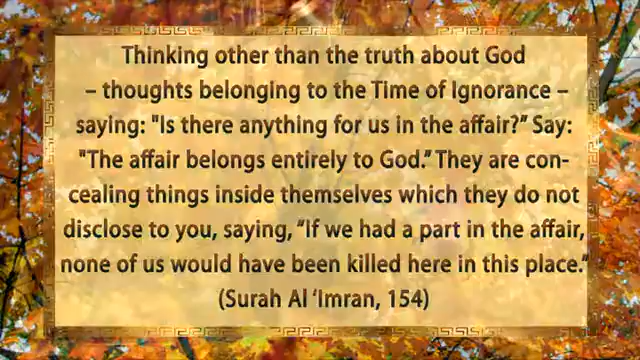 Thinking other than the truth about God
– thoughts belonging to the Time of Ignorance –
saying: "Is there anything for us in the affair?” Say:
"The affair belongs entirely to God.” They are con-
cealing things inside themselves which they do not
disclose to you, saying, “If we had a part in the affair,
none of us would have been killed here in this place.”
(Surah Al ‘Imran, 154)